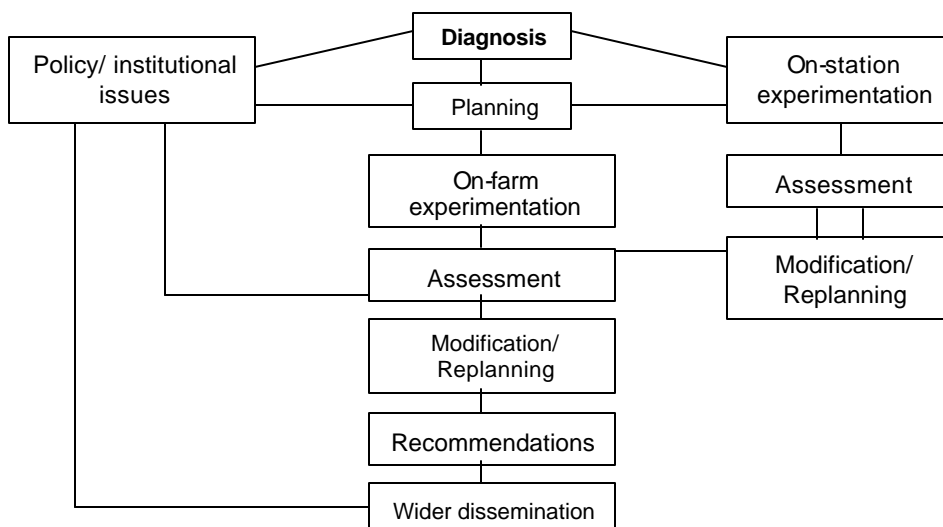 Diagnosis
Policy/ institutional
issues
On-station
experimentation
Planning
On-farm
experimentation
Assessment
Assessment
Modification/
Replanning
Modification/
Replanning
Recommendations
Wider dissemination